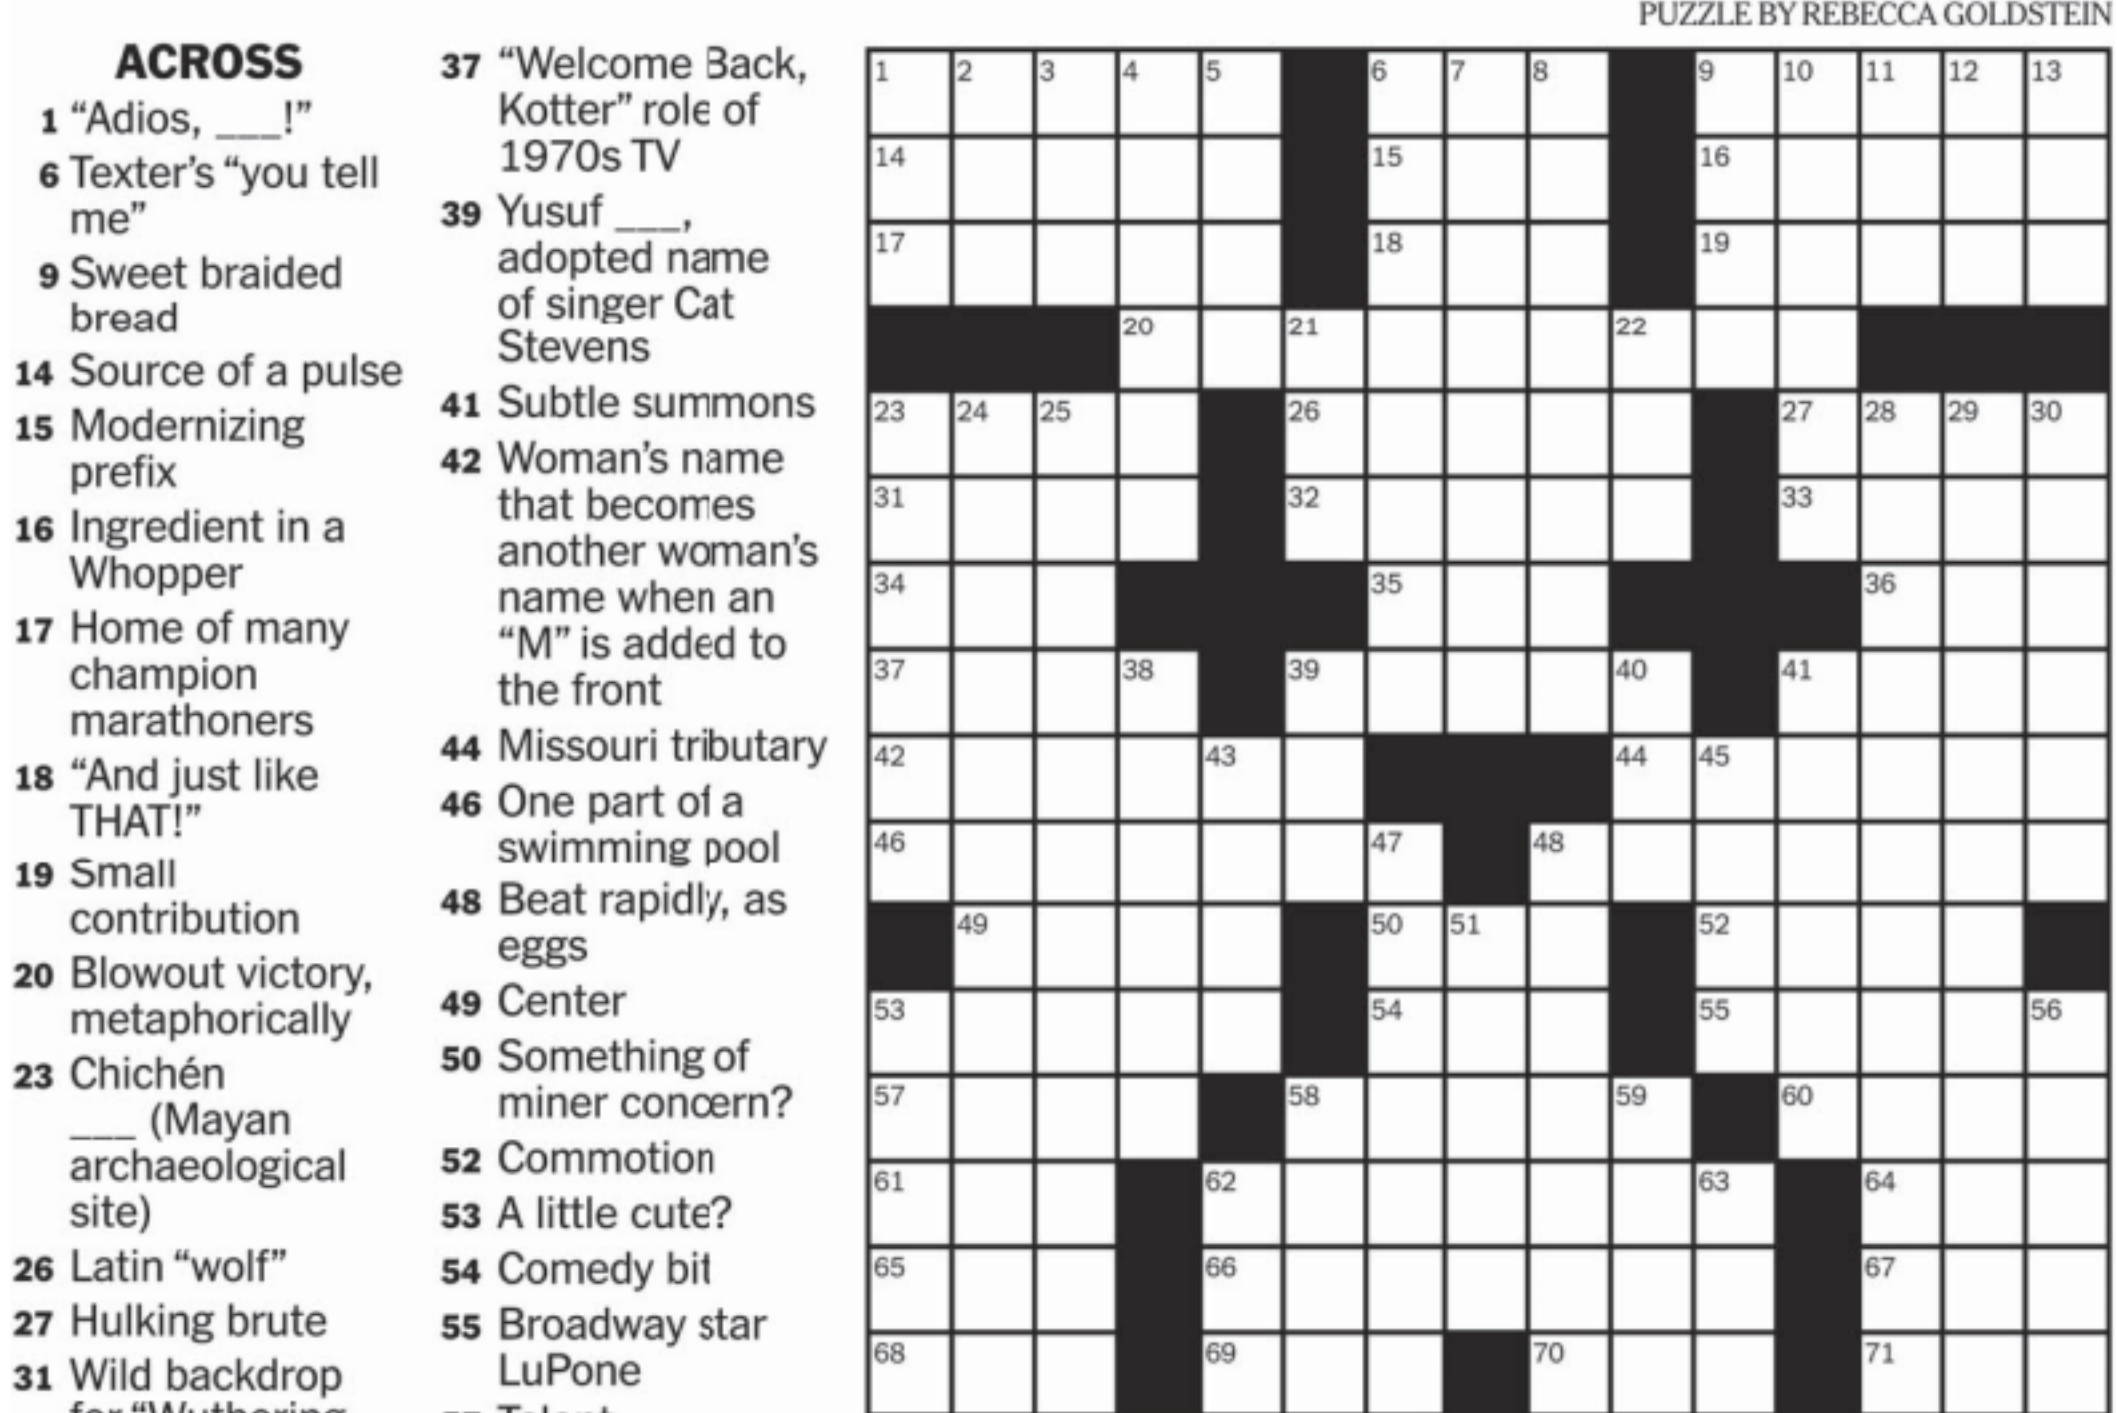 PUZZLE BY REBECCA GOLDSTEIN
ACROSS
1 “Adios, ___!”
6 Texter’s “you tell
me”
9 Sweet braided
bread
14 Source of a pulse
15 Modernizing
prefix
16 Ingredient in a
Whopper
17 Home of many
champion
marathoners
18 “And just like
THAT!”
19 Small
contribution
20 Blowout victory,
metaphorically
23 Chichén
___ (Mayan
archaeological
site)
26 Latin “wolf”
27 Hulking brute
31 Wild backdrop
for “Wuthering
37 “Welcome Back,
Kotter” role of
1970s TV
39 Yusuf ___,
adopted name
of singer Cat
Stevens
41 Subtle summons
42 Woman’s name
that becomes
another woman’s
name when an
“M” is added to
the front
44 Missouri tributary
46 One part of a
swimming pool
48 Beat rapidly, as
eggs
49 Center
50 Something of
miner concern?
52 Commotion
53 A little cute?
54 Comedy bit
55 Broadway star
LuPone
57 Talent
1 2 3 4 5 6 7 8 9 10 11 12 13
14 15 16
17 18 19
20 21 22
23 24 25 26 27 28 29 30
31 32 33
34 35 36
37 38 39 40 41
42 43 44 45
46 47 48
49 50 51 52
53 54 55 56
57 58 59 60
61 62 63 64
65 66 67
68 69 70 71